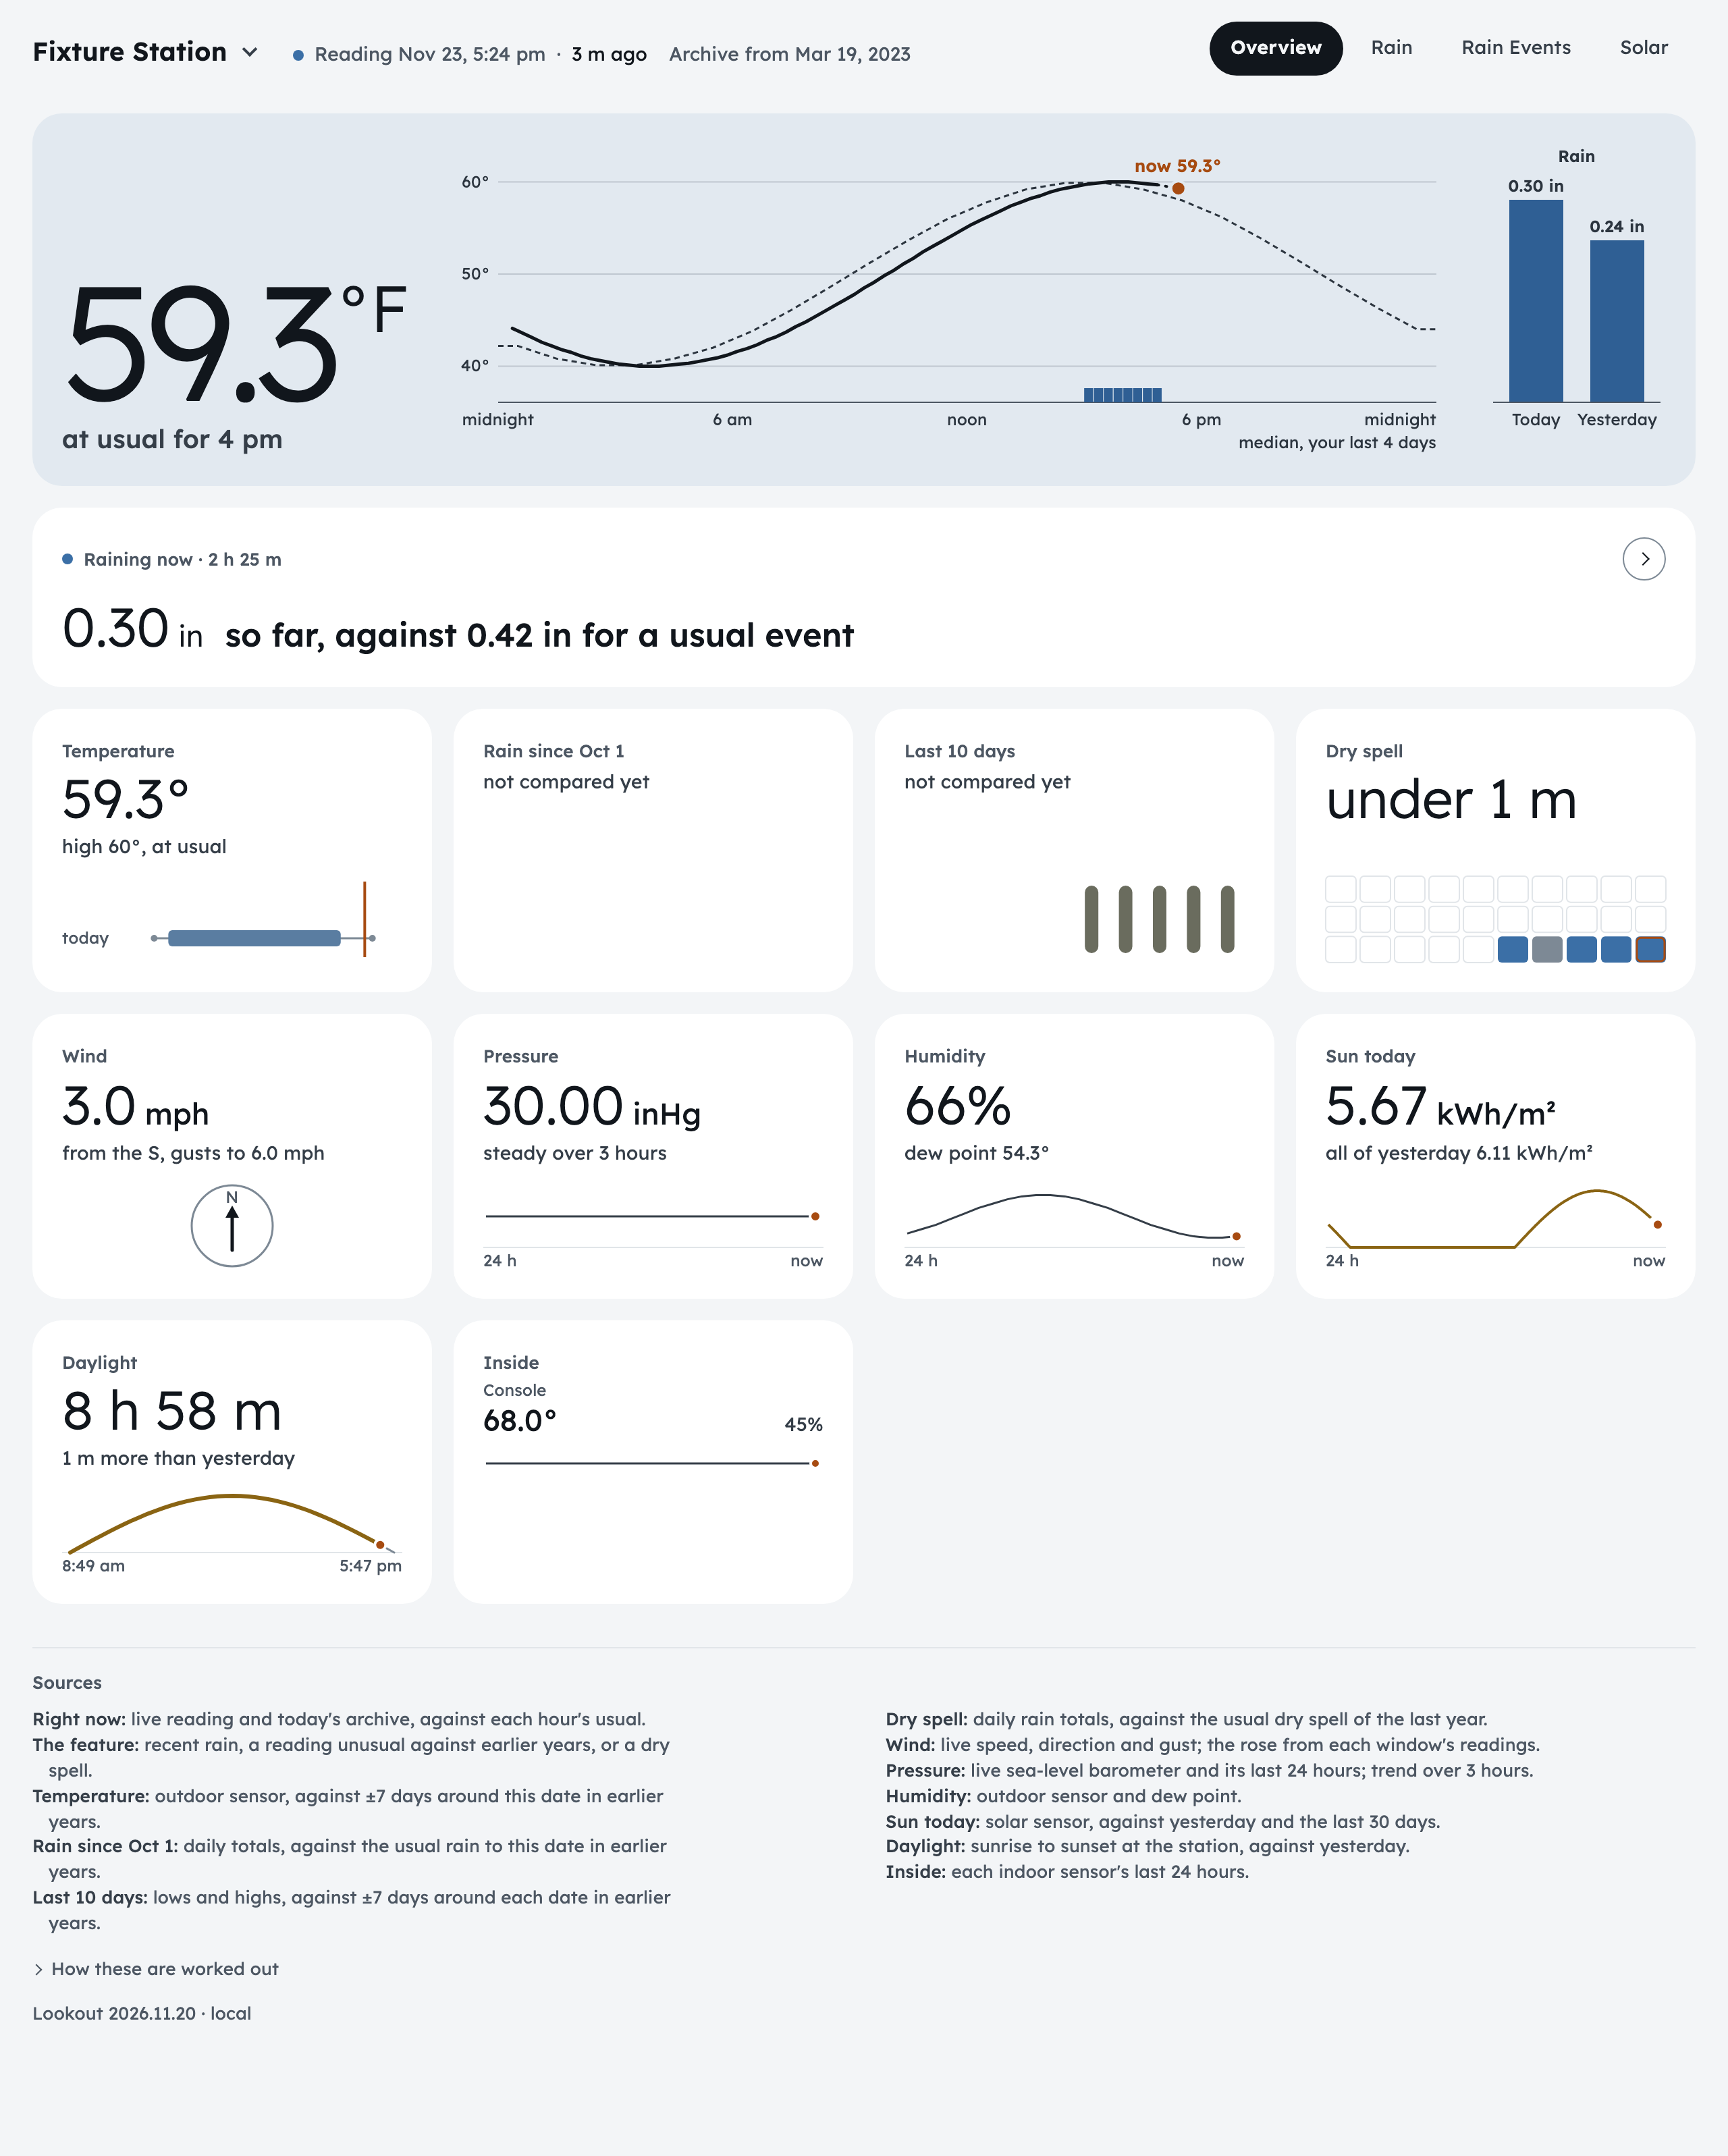 Fixture Station
Reading Nov 23, 5:24 pm · 3 m ago Archive from Mar 19, 2023
Overview Rain Rain Events Solar
59.3°F
at usual for 4 pm
now 59.3°
60°
50°
40°
midnight 6 am noon 6 pm midnight
median, your last 4 days
Rain
0.30 in
0.24 in
Today Yesterday
Raining now · 2 h 25 m
0.30 in so far, against 0.42 in for a usual event
Temperature
59.3°
high 60°, at usual
today
Rain since Oct 1
not compared yet
Last 10 days
not compared yet
Dry spell
under 1 m
Wind
3.0 mph
from the S, gusts to 6.0 mph
N
Pressure
30.00 inHg
steady over 3 hours
24 h now
Humidity
66%
dew point 54.3°
24 h now
Sun today
5.67 kWh/m²
all of yesterday 6.11 kWh/m²
24 h now
Daylight
8 h 58 m
1 m more than yesterday
8:49 am 5:47 pm
Inside
Console
68.0° 45%
Sources
Right now: live reading and today's archive, against each hour's usual.
The feature: recent rain, a reading unusual against earlier years, or a dry
spell.
Temperature: outdoor sensor, against ±7 days around this date in earlier
years.
Rain since Oct 1: daily totals, against the usual rain to this date in earlier
years.
Last 10 days: lows and highs, against ±7 days around each date in earlier
years.
Dry spell: daily rain totals, against the usual dry spell of the last year.
Wind: live speed, direction and gust; the rose from each window's readings.
Pressure: live sea-level barometer and its last 24 hours; trend over 3 hours.
Humidity: outdoor sensor and dew point.
Sun today: solar sensor, against yesterday and the last 30 days.
Daylight: sunrise to sunset at the station, against yesterday.
Inside: each indoor sensor's last 24 hours.
How these are worked out
Lookout 2026.11.20 · local